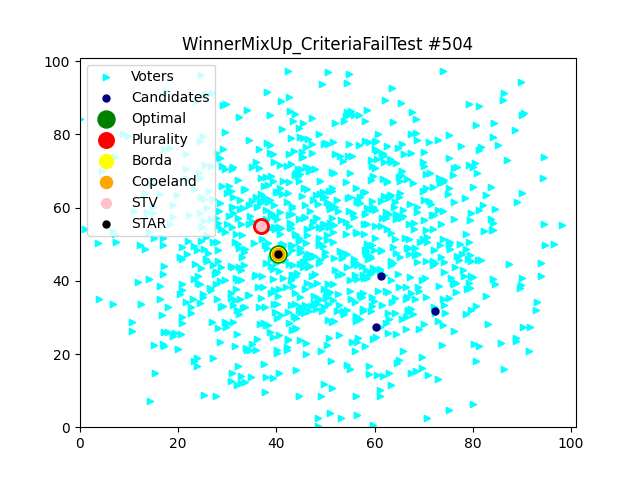 WinnerMixUp_CriteriaFailTest #504
100
80
60
40
20
0
Voters
Candidates
Optimal
Plurality
Borda
Copeland
STV
STAR
0 20 40 60 80 100